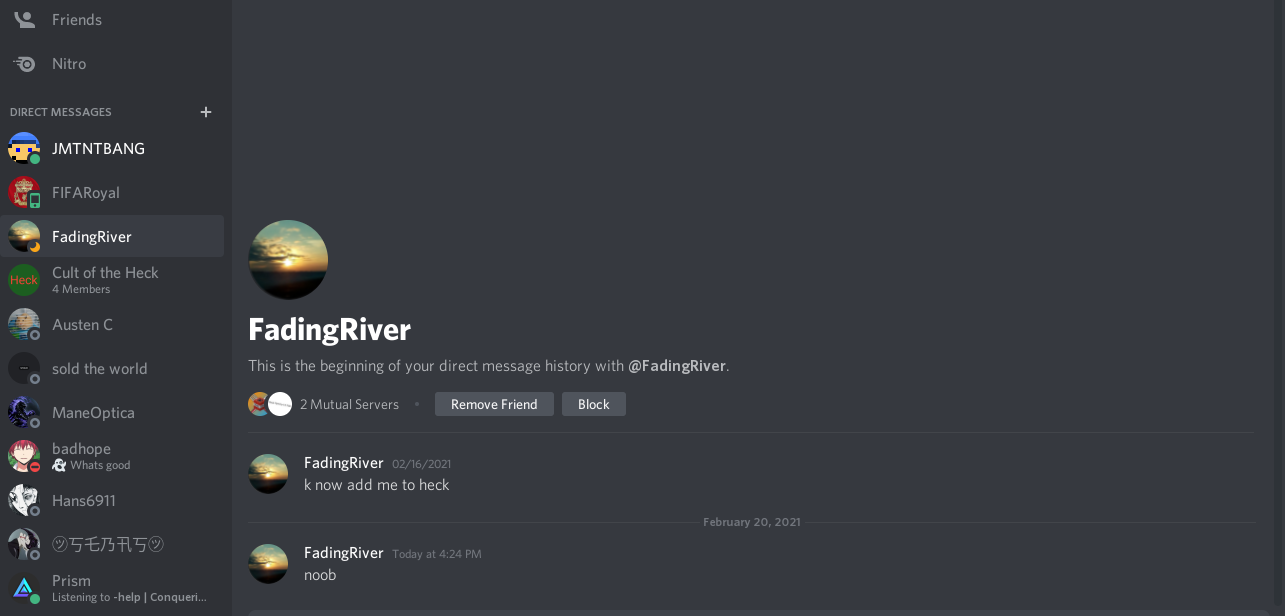 Friends
Nitro
DIRECT MESSAGES
JMTNTBANG
FIFARoyal
FadingRiver
Heck
Cult of the Heck
4 Members
Austen C
sold the world
ManeOptica
badhope
👻 Whats good
Hans6911
㋡丂乇乃卂丂㋡
Prism
Listening to -help | Conqueri...
FadingRiver
This is the beginning of your direct message history with @FadingRiver.
2 Mutual Servers • Remove Friend Block
FadingRiver 02/16/2021
k now add me to heck
February 20, 2021
FadingRiver Today at 4:24 PM
noob